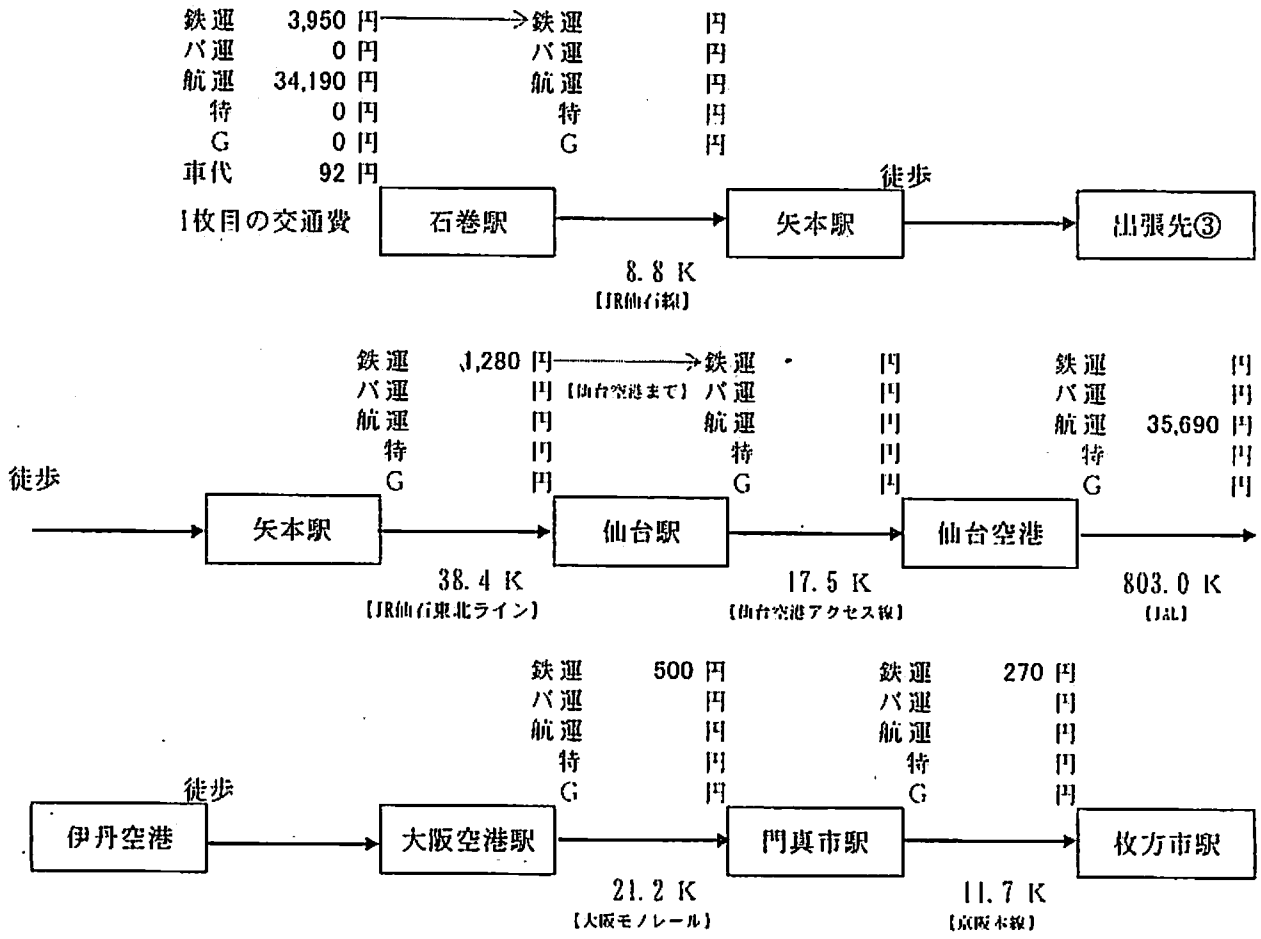 鉄運 3,950 円 鉄運 円
バ運 0 円 バ運 円
航運 34,190 円 航運 円
特 0 円 特 円
G 0 円 G 円
車代 92 円
徒歩
1枚目の交通費 石巻駅 矢本駅 出張先③
8.8 K
【JR仙石線】
鉄運 1,280 円 鉄運 円 鉄運 円
バ運 円 【仙台空港まで】 バ運 円 バ運 円
航運 円 航運 円 航運 35,690 円
特 円 特 円 特 円
G 円 G 円 G 円
徒歩
矢本駅 仙台駅 仙台空港
38.4 K 17.5 K 803.0 K
【JR仙石東北ライン】 【仙台空港アクセス線】 【JAL】
鉄運 500 円 鉄運 270 円
バ運 円 バ運 円
航運 円 航運 円
特 円 特 円
G 円 G 円
徒歩
伊丹空港 大阪空港駅 門真市駅 枚方市駅
21.2 K 11.7 K
【大阪モノレール】 【京阪本線】